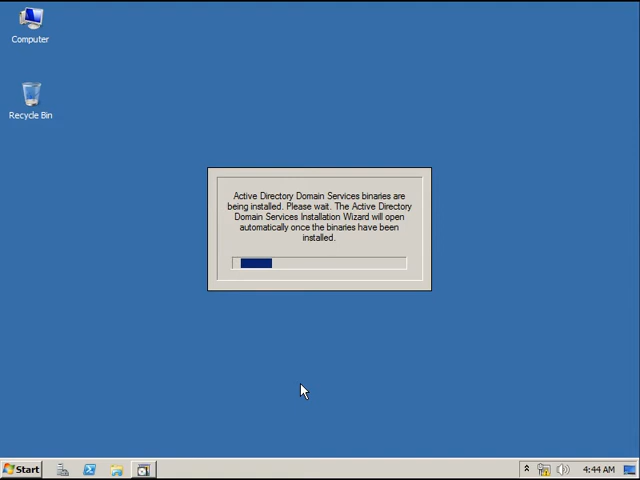 Computer
Recycle Bin
Active Directory Domain Services binaries are
being installed. Please wait. The Active Directory
Domain Services Installation Wizard will open
automatically once the binaries have been
installed.
Start
4:44 AM